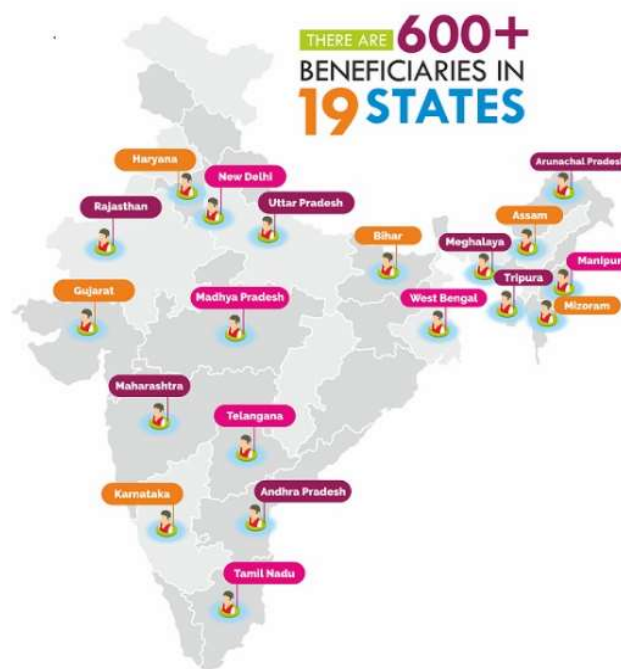 THERE ARE 600+
BENEFICIARIES IN
19 STATES
Haryana
New Delhi
Arunachal Pradesh
Rajasthan
Uttar Pradesh
Assam
Bihar
Meghalaya
Manipur
Tripura
Gujarat
Madhya Pradesh
West Bengal
Mizoram
Maharashtra
Telangana
Karnataka
Andhra Pradesh
Tamil Nadu